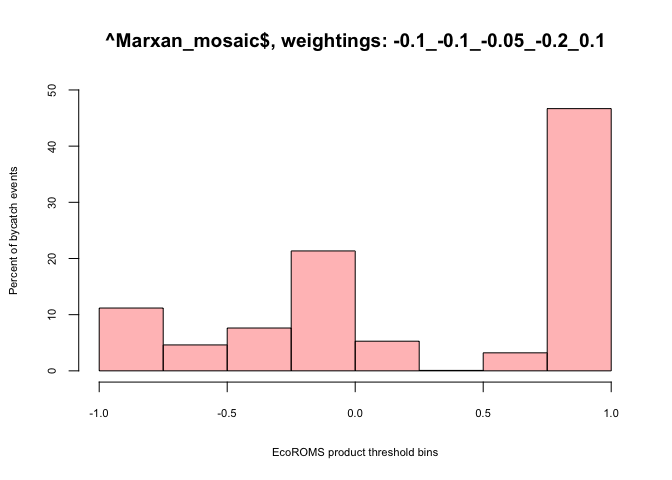 ^Marxan_mosaic$, weightings: -0.1_-0.1_-0.05_-0.2_0.1
50
40
30
20
10
0
Percent of bycatch events
-1.0 -0.5 0.0 0.5 1.0
EcoROMS product threshold bins